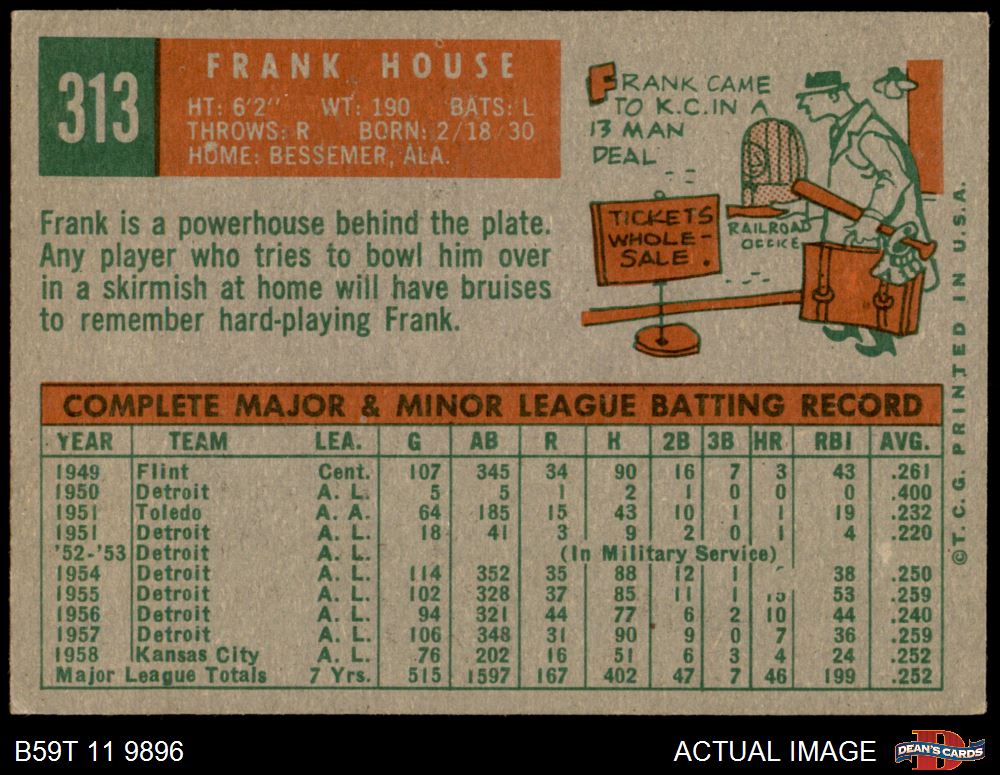 313
FRANK HOUSE
HT: 6'2" WT: 190 BATS: L
THROWS: R BORN: 2/18/30
HOME: BESSEMER, ALA.
FRANK CAME
TO K.C. IN A
13 MAN
DEAL
TICKETS
WHOLE-
SALE.
RAILROAD
OFFICE
Frank is a powerhouse behind the plate.
Any player who tries to bowl him over
in a skirmish at home will have bruises
to remember hard-playing Frank.
COMPLETE MAJOR & MINOR LEAGUE BATTING RECORD
YEAR TEAM LEA. G AB R H 2B 3B HR RBI AVG.
1949 Flint Cent. 107 345 34 90 16 7 3 43 .261
1950 Detroit A. L. 5 5 1 2 1 0 0 0 .400
1951 Toledo A. A. 64 185 15 43 10 1 1 19 .232
1951 Detroit A. L. 18 41 3 9 2 0 1 4 .220
'52-'53 Detroit A. L. (In Military Service)
1954 Detroit A. L. 114 352 35 88 12 1 38 .250
1955 Detroit A. L. 102 328 37 85 11 1 53 .259
1956 Detroit A. L. 94 321 44 77 6 2 10 44 .240
1957 Detroit A. L. 106 348 31 90 9 0 7 36 .259
1958 Kansas City A. L. 76 202 16 51 6 3 4 24 .252
Major League Totals 7 Yrs. 515 1597 167 402 47 7 46 199 .252
©T.C.G. PRINTED IN U.S.A.
B59T 11 9896
ACTUAL IMAGE
DEAN'S CARDS